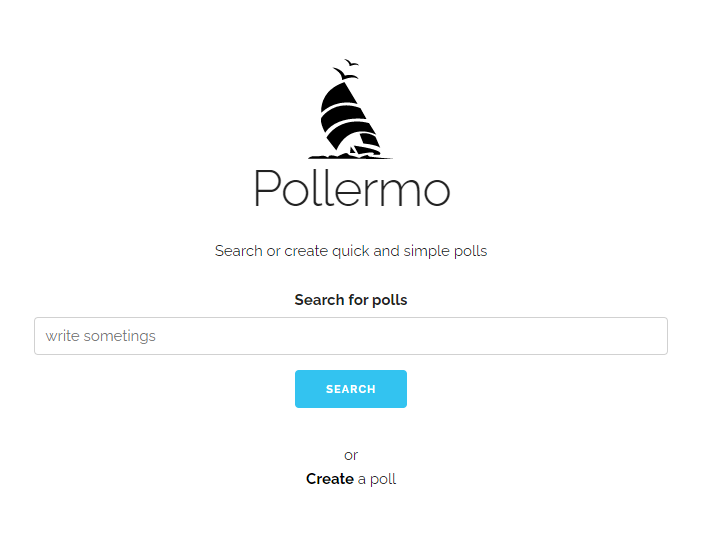 Pollermo
Search or create quick and simple polls
Search for polls
write sometings
SEARCH
or
Create a poll